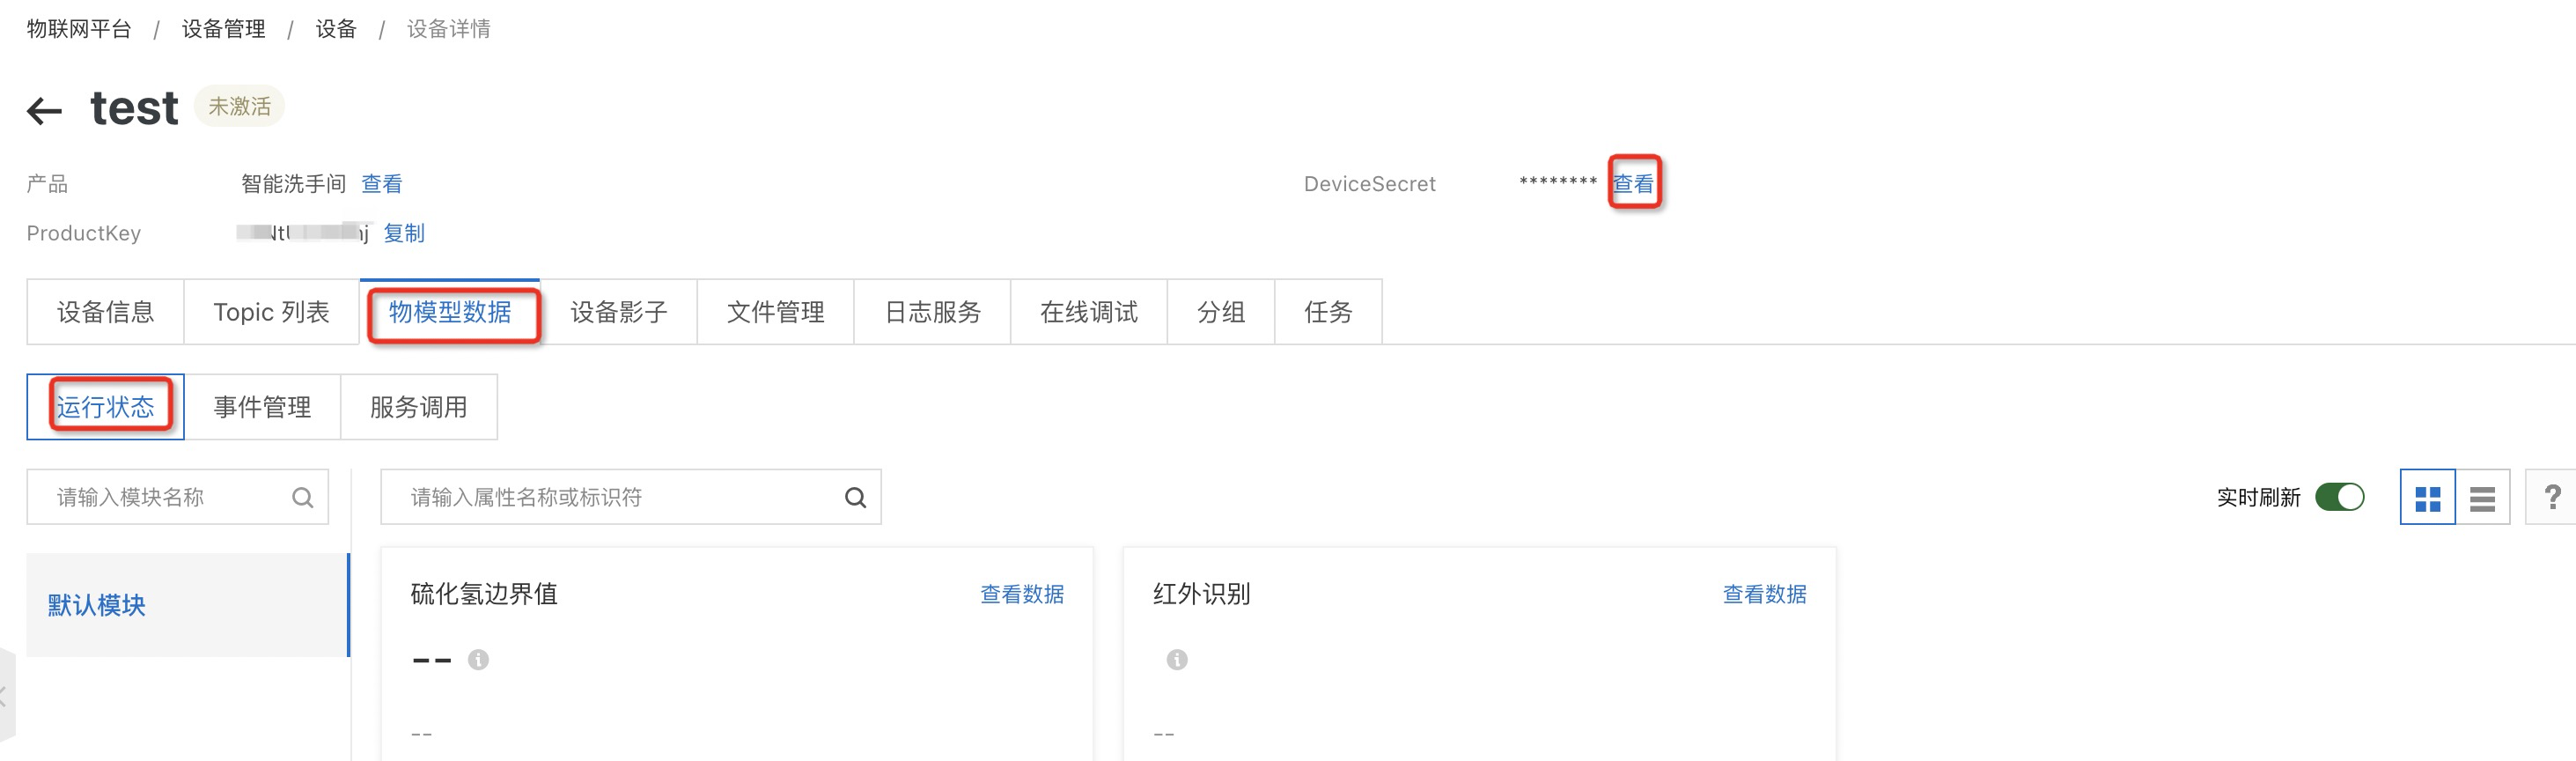 物联网平台 / 设备管理 / 设备 / 设备详情
test 未激活
产品 智能洗手间 查看 DeviceSecret ******** 查看
ProductKey 复制
设备信息 Topic 列表 物模型数据 设备影子 文件管理 日志服务 在线调试 分组 任务
运行状态 事件管理 服务调用
请输入模块名称 请输入属性名称或标识符 实时刷新 ?
默认模块
硫化氢边界值 查看数据 红外识别 查看数据
--
-- --